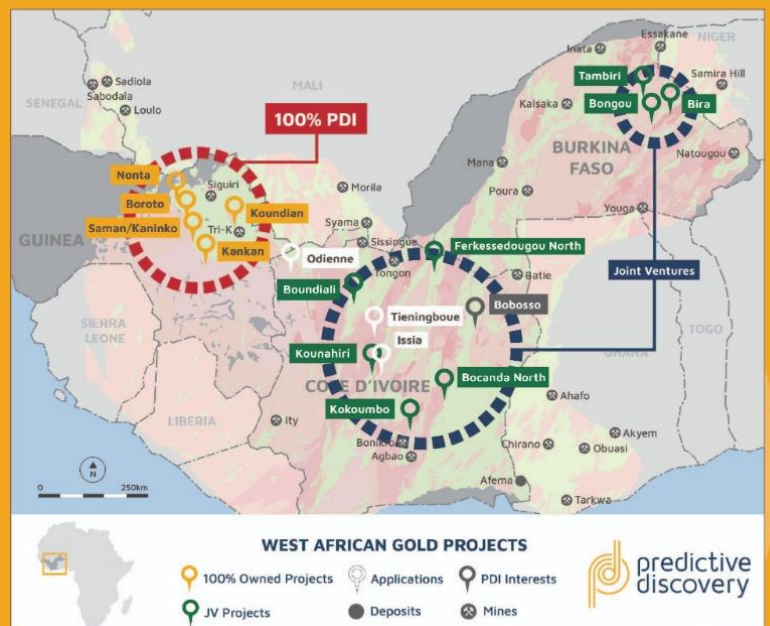 Essakane
NIGER
Inata
Tambiri
Samira Hill
Sadiola
Sabodala
MALI
SENEGAL
Loulo
Kalsaka
Bongou
Bira
100% PDI
BURKINA
FASO
Mana
Natougou
Nonta
Siguiri
Morila
Poura
Boroto
Koundian
Youga
Syama
Saman/Kaninko
Tri-K
GUINEA
Kankan
Sissingue
Ferkessedougou North
Odienne
Tongon
Batie
Joint Ventures
Boundiali
Tieningboue
Bobosso
SIERRA
LEONE
Issia
TOGO
Kounahiri
GHANA
COTE D'IVOIRE
Bocanda North
LIBERIA
Kokoumbo
Ahafo
Ity
Bonikro
Akyem
Chirano
Obuasi
Agbao
N
Afema
0
250km
Tarkwa
WEST AFRICAN GOLD PROJECTS
100% Owned Projects
Applications
PDI Interests
JV Projects
Deposits
Mines
predictive
discovery